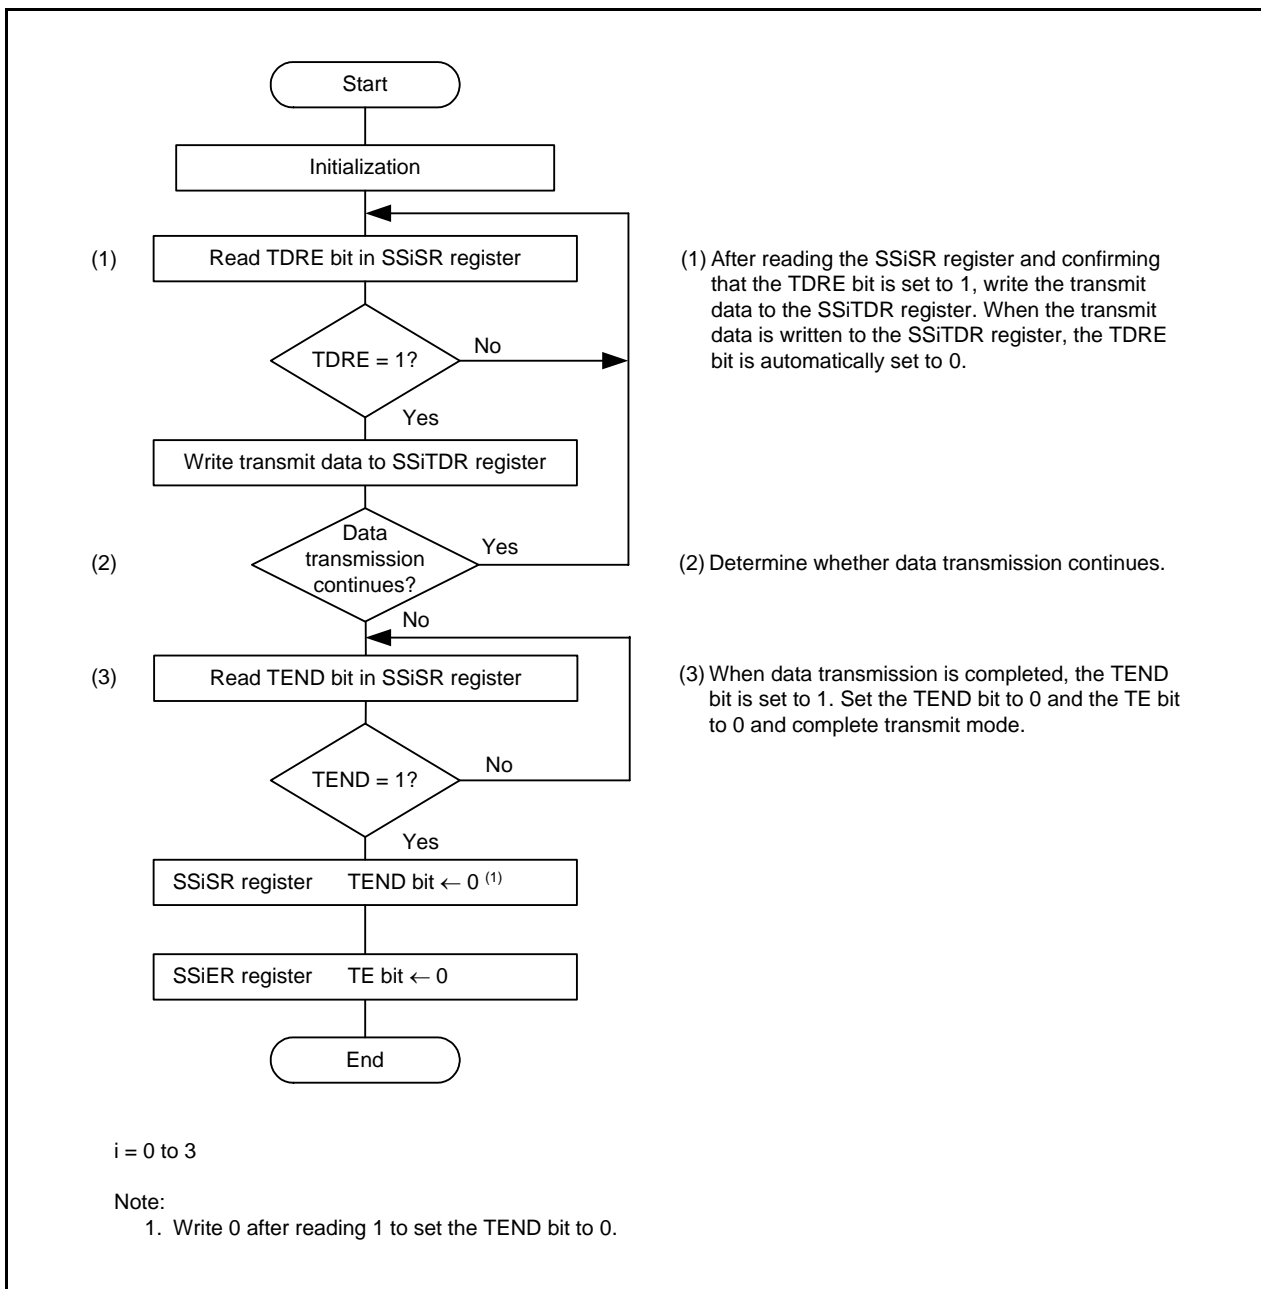 Start
Initialization
(1)
Read TDRE bit in SSiSR register
(1) After reading the SSiSR register and confirming
that the TDRE bit is set to 1, write the transmit
data to the SSiTDR register. When the transmit
data is written to the SSiTDR register, the TDRE
bit is automatically set to 0.
TDRE = 1?
No
Yes
Write transmit data to SSiTDR register
(2)
Data
transmission
continues?
Yes
(2) Determine whether data transmission continues.
No
(3)
Read TEND bit in SSiSR register
(3) When data transmission is completed, the TEND
bit is set to 1. Set the TEND bit to 0 and the TE bit
to 0 and complete transmit mode.
TEND = 1?
No
Yes
SSiSR register TEND bit ← 0 (1)
SSiER register TE bit ← 0
End
i = 0 to 3
Note:
1. Write 0 after reading 1 to set the TEND bit to 0.